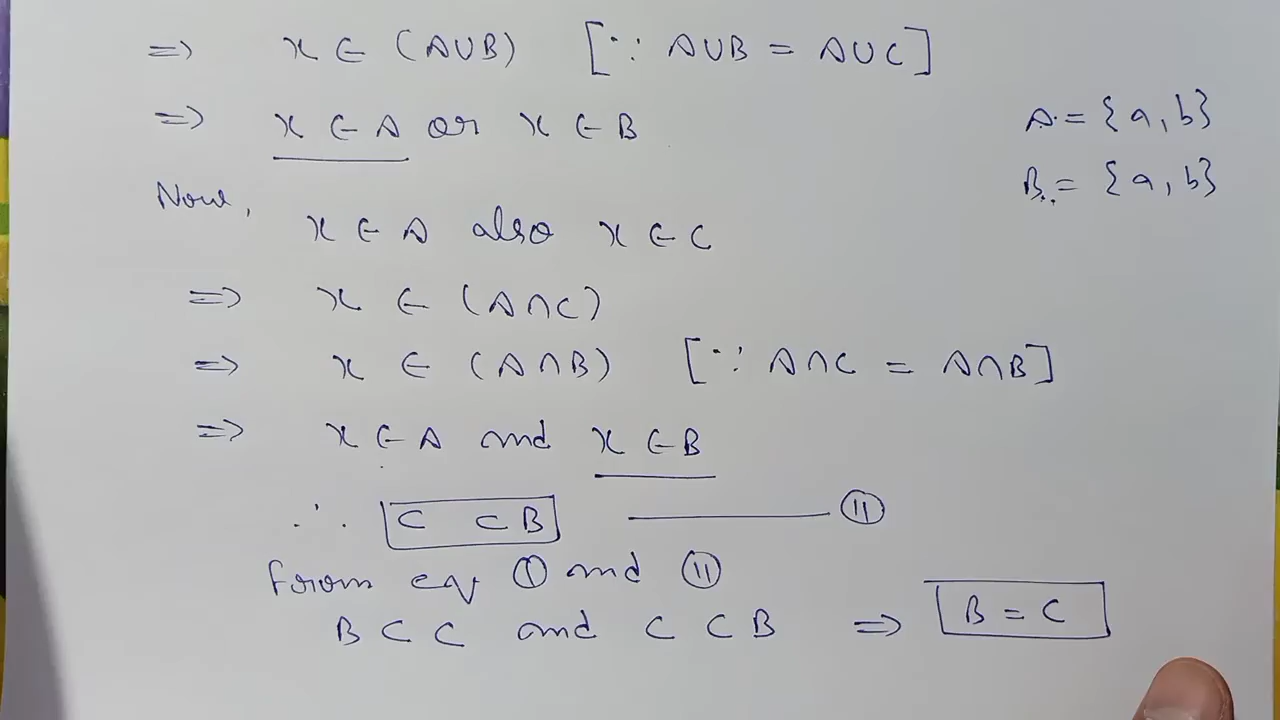 => x ∈ (A∪B) [∵ A∪B = A∪C]
=> x ∈ A or x ∈ B
A = {a, b}
B = {a, b}
Now,
x ∈ A also x ∈ C
=> x ∈ (A∩C)
=> x ∈ (A∩B) [∵ A∩C = A∩B]
=> x ∈ A and x ∈ B
∴ C ⊂ B ——— II
From eq I and II
B ⊂ C and C ⊂ B => B = C